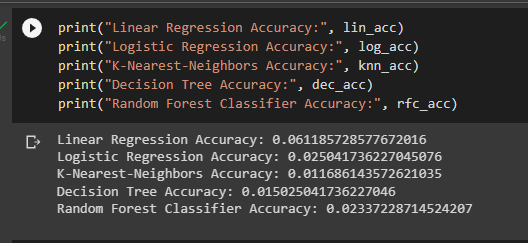 print("Linear Regression Accuracy:", lin_acc)
print("Logistic Regression Accuracy:", log_acc)
print("K-Nearest-Neighbors Accuracy:", knn_acc)
print("Decision Tree Accuracy:", dec_acc)
print("Random Forest Classifier Accuracy:", rfc_acc)
Linear Regression Accuracy: 0.061185728577672016
Logistic Regression Accuracy: 0.025041736227045076
K-Nearest-Neighbors Accuracy: 0.011686143572621035
Decision Tree Accuracy: 0.015025041736227046
Random Forest Classifier Accuracy: 0.02337228714524207